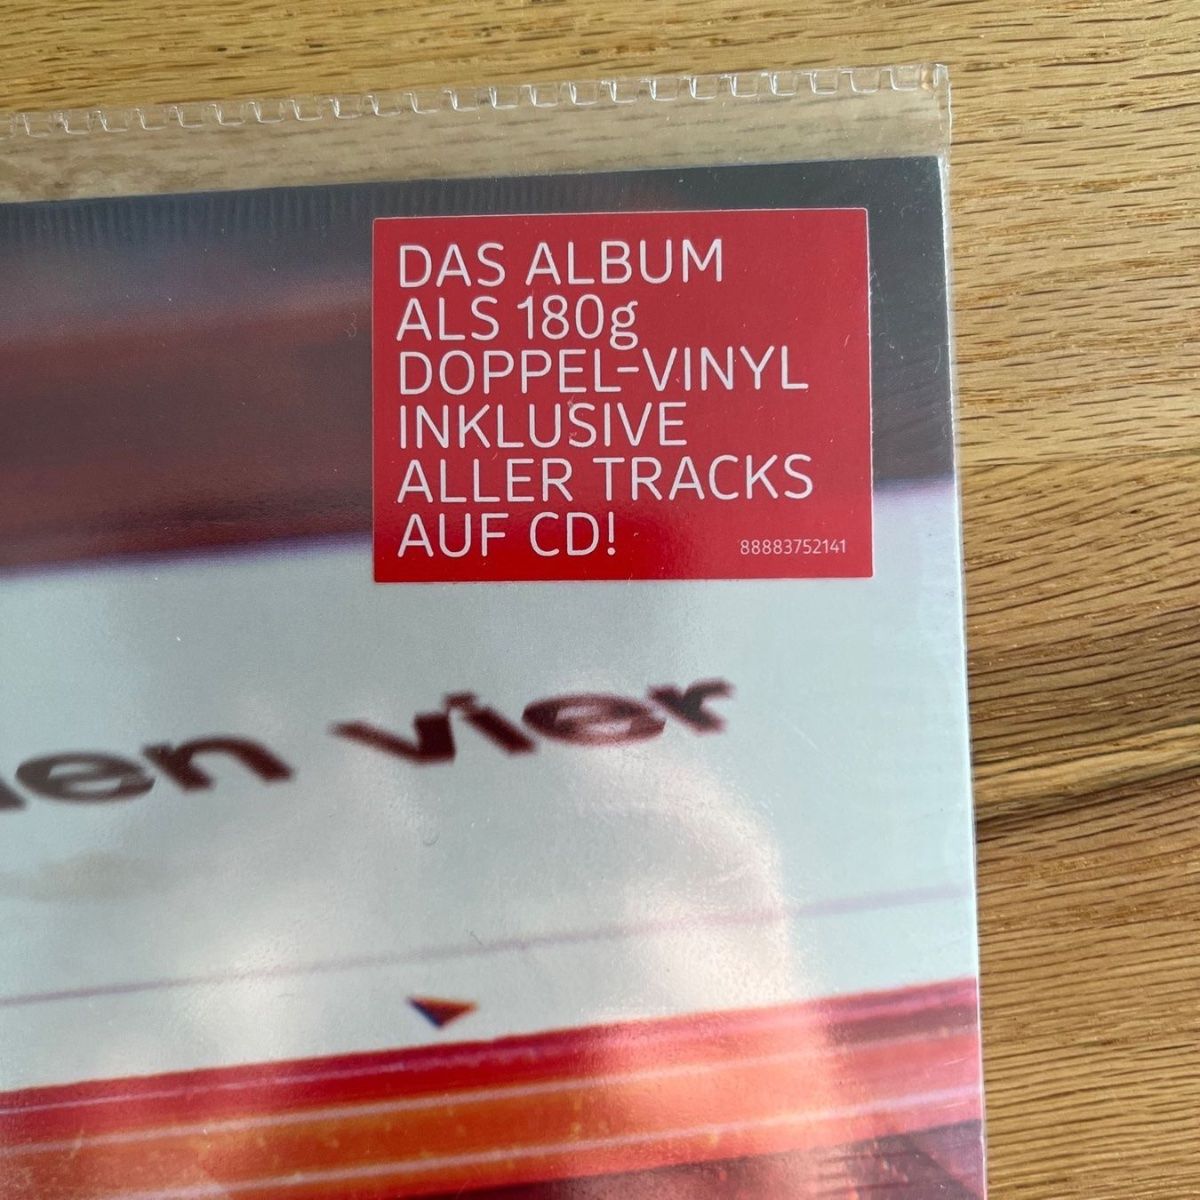 DAS ALBUM
ALS 180g
DOPPEL-VINYL
INKLUSIVE
ALLER TRACKS
AUF CD!
88883752141
vier